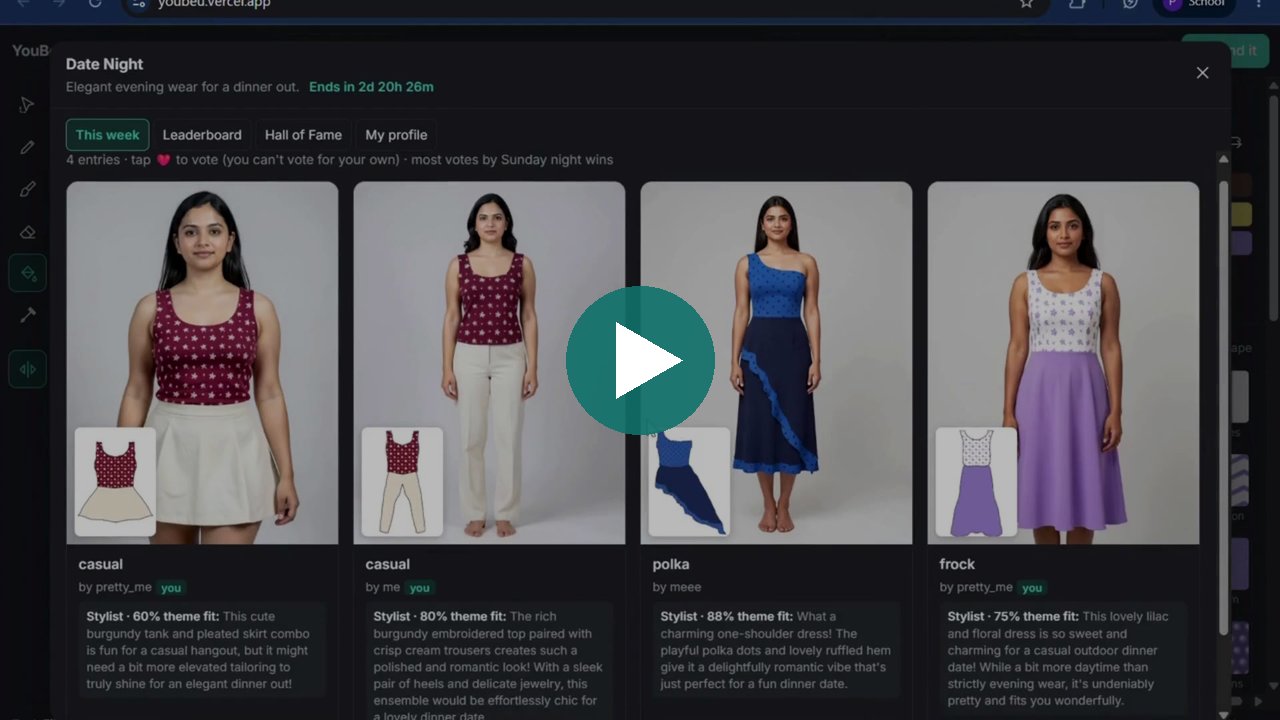 youbeu.vercel.app
School
YouB
nd it
Date Night
Elegant evening wear for a dinner out. Ends in 2d 20h 26m
This week
Leaderboard
Hall of Fame
My profile
4 entries · tap ❤️ to vote (you can't vote for your own) · most votes by Sunday night wins
casual
by pretty_me you
Stylist · 60% theme fit: This cute
burgundy tank and pleated skirt combo
is fun for a casual hangout, but it might
need a bit more elevated tailoring to
truly shine for an elegant dinner out!
casual
by me you
Stylist · 80% theme fit: The rich
burgundy embroidered top paired with
crisp cream trousers creates such a
polished and romantic look! With a sleek
pair of heels and delicate jewelry, this
ensemble would be effortlessly chic for
a lovely dinner date.
polka
by meee
Stylist · 88% theme fit: What a
charming one-shoulder dress! The
playful polka dots and lovely ruffled hem
give it a delightfully romantic vibe that's
just perfect for a fun dinner date.
frock
by pretty_me you
Stylist · 75% theme fit: This lovely lilac
and floral dress is so sweet and
charming for a casual outdoor dinner
date! While a bit more daytime than
strictly evening wear, it's undeniably
pretty and fits you wonderfully.